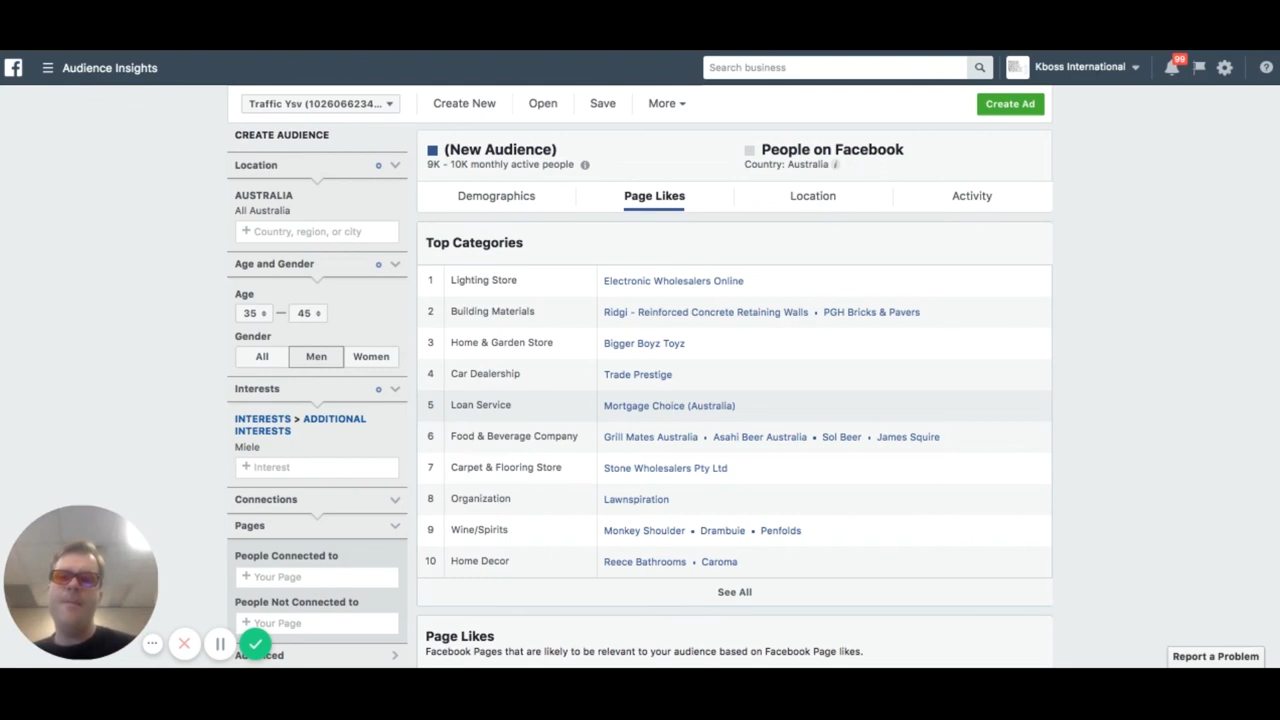 Audience Insights
Search business
Kboss International
99
Traffic Ysv (1026066234...
Create New
Open
Save
More
Create Ad
CREATE AUDIENCE
Location
AUSTRALIA
All Australia
+ Country, region, or city
Age and Gender
Age
35 — 45
Gender
All
Men
Women
Interests
INTERESTS > ADDITIONAL
INTERESTS
Miele
+ Interest
Connections
Pages
People Connected to
+ Your Page
People Not Connected to
+ Your Page
(New Audience)
9K - 10K monthly active people
People on Facebook
Country: Australia
Demographics
Page Likes
Location
Activity
Top Categories
1 Lighting Store Electronic Wholesalers Online
2 Building Materials Ridgi - Reinforced Concrete Retaining Walls • PGH Bricks & Pavers
3 Home & Garden Store Bigger Boyz Toyz
4 Car Dealership Trade Prestige
5 Loan Service Mortgage Choice (Australia)
6 Food & Beverage Company Grill Mates Australia • Asahi Beer Australia • Sol Beer • James Squire
7 Carpet & Flooring Store Stone Wholesalers Pty Ltd
8 Organization Lawnspiration
9 Wine/Spirits Monkey Shoulder • Drambuie • Penfolds
10 Home Decor Reece Bathrooms • Caroma
See All
Page Likes
Facebook Pages that are likely to be relevant to your audience based on Facebook Page likes.
Report a Problem